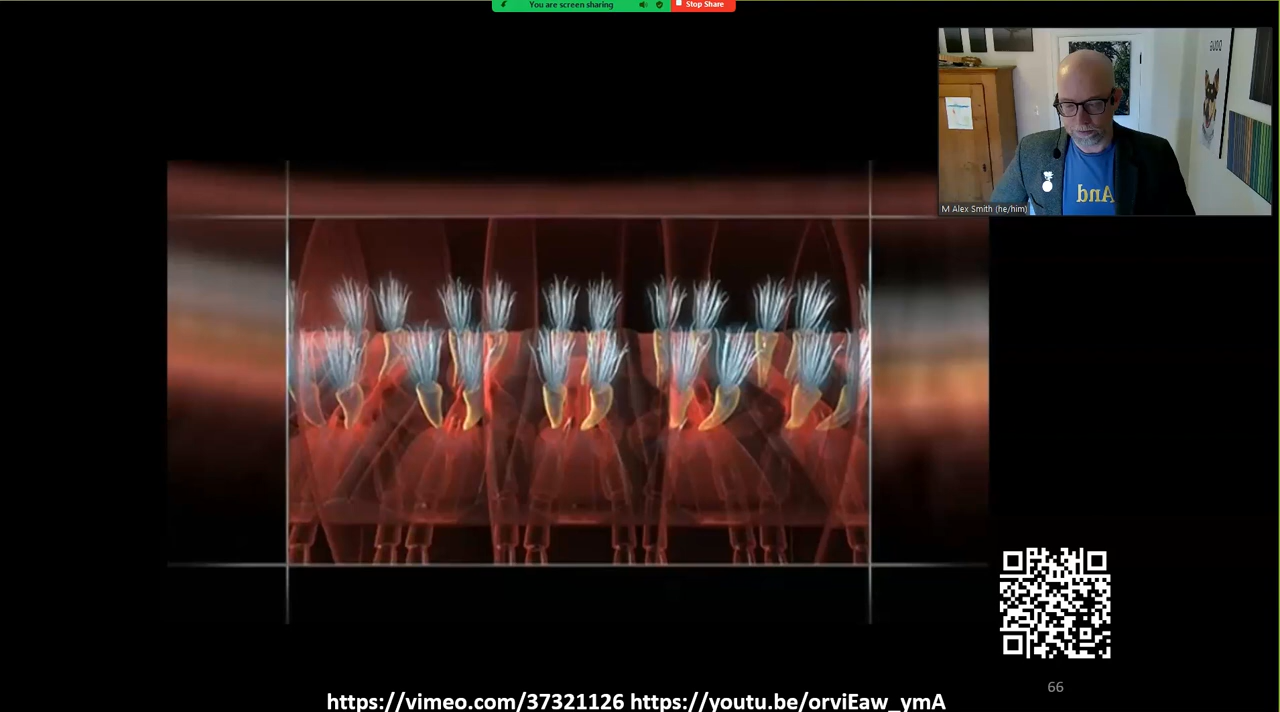 You are screen sharing
Stop Share
M Alex Smith (he/him)
And
66
https://vimeo.com/37321126 https://youtu.be/orviEaw_ymA